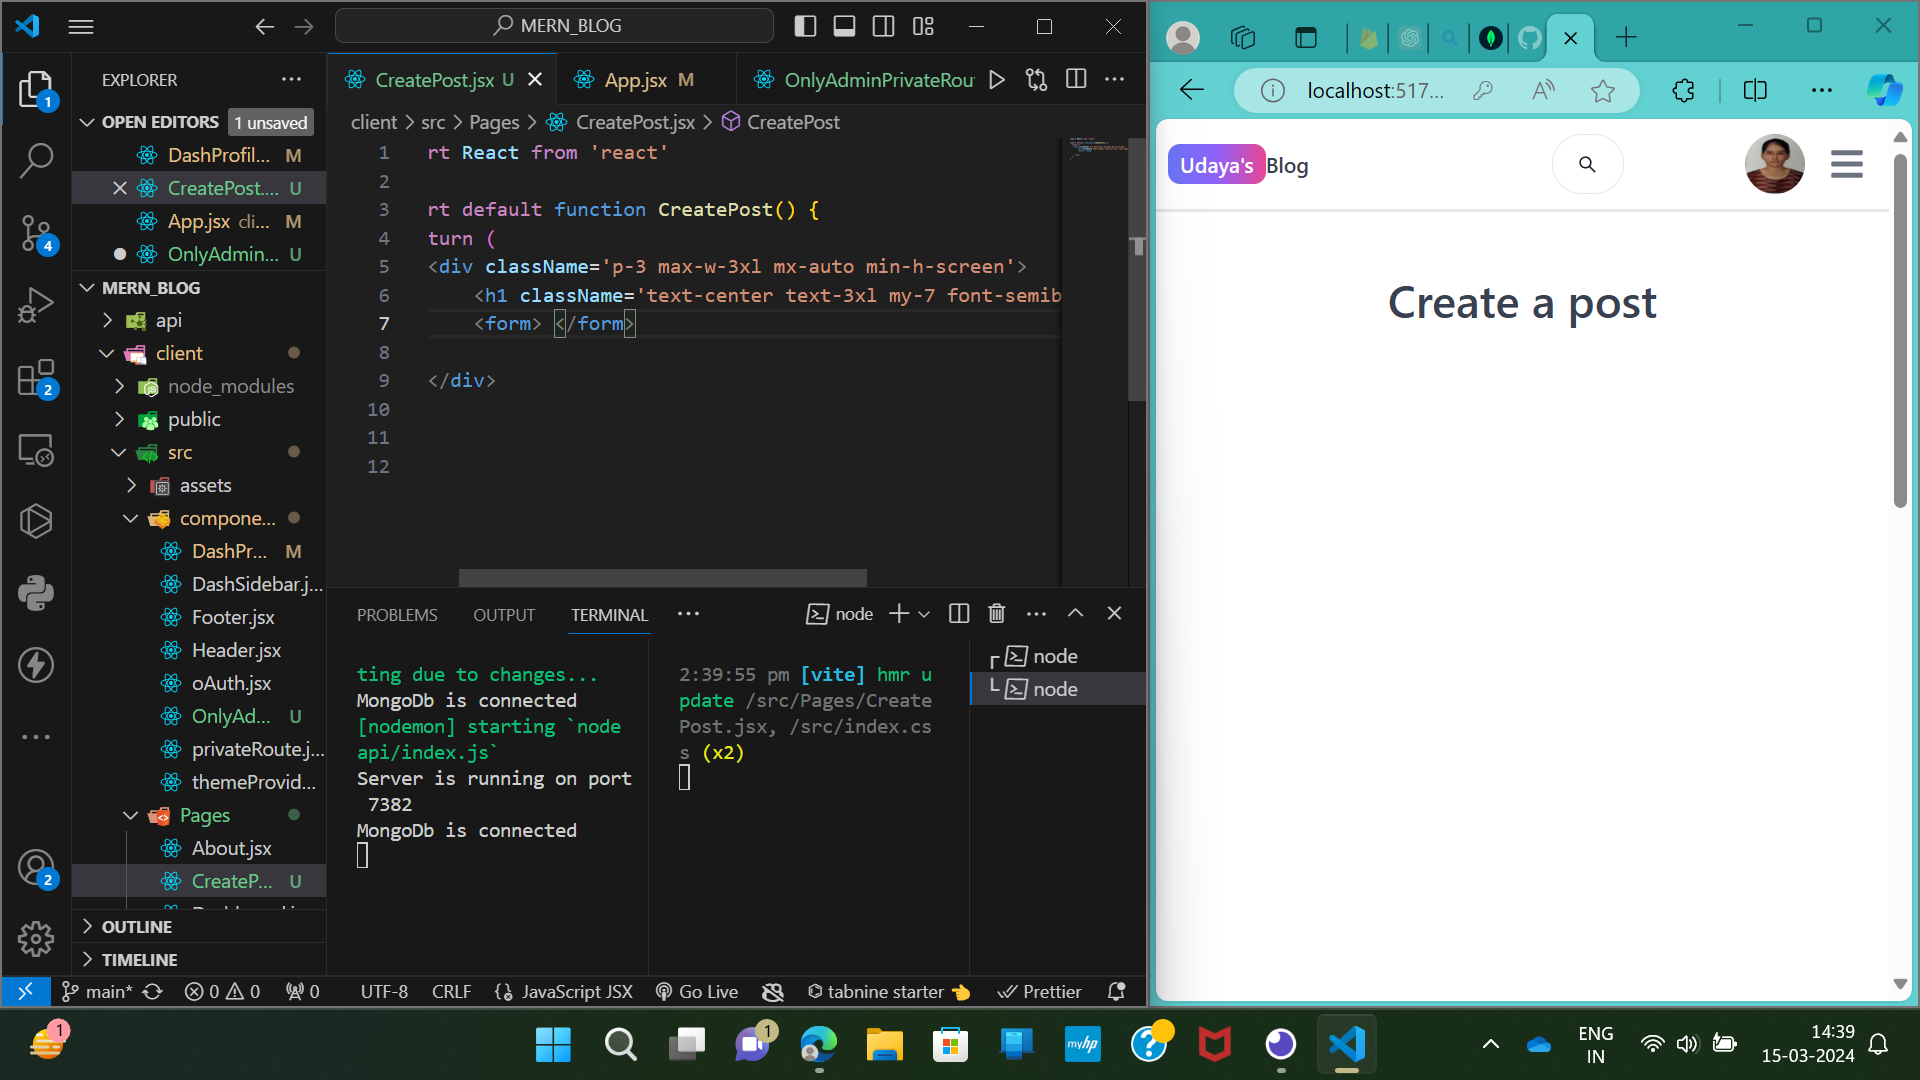 MERN_BLOG
EXPLORER
OPEN EDITORS 1 unsaved
DashProfil... M
CreatePost.... U
App.jsx cli... M
OnlyAdmin... U
MERN_BLOG
api
client
node_modules
public
src
assets
compone...
DashPr... M
DashSidebar.j...
Footer.jsx
Header.jsx
oAuth.jsx
OnlyAd... U
privateRoute.j...
themeProvid...
Pages
About.jsx
CreateP... U
OUTLINE
TIMELINE
1
4
2
2
CreatePost.jsx U App.jsx M OnlyAdminPrivateRou
client > src > Pages > CreatePost.jsx > CreatePost
1 rt React from 'react'
2
3 rt default function CreatePost() {
4 turn (
5 <div className='p-3 max-w-3xl mx-auto min-h-screen'>
6 <h1 className='text-center text-3xl my-7 font-semib
7 <form> </form>
8
9 </div>
10
11
12
PROBLEMS OUTPUT TERMINAL node
ting due to changes...
MongoDb is connected
[nodemon] starting `node
api/index.js`
Server is running on port
7382
MongoDb is connected
2:39:55 pm [vite] hmr u
pdate /src/Pages/Create
Post.jsx, /src/index.cs
s (x2)
node
node
main* 0 0 0 UTF-8 CRLF JavaScript JSX Go Live tabnine starter Prettier
localhost:517...
Udaya's Blog
Create a post
1
1
myhp
ENG
IN
14:39
15-03-2024